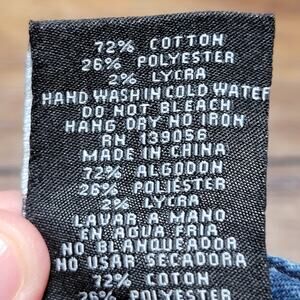 72% COTTON
26% POLYESTER
2% LYCRA
HAND WASH IN COLD WATER
DO NOT BLEACH
HANG DRY NO IRON
RN 139056
MADE IN CHINA
72% ALGODON
26% POLIESTER
2% LYCRA
LAVAR A MANO
EN AGUA FRIA
NO BLANQUEADOR
NO USAR SECADORA
72% COTON
26% POLYESTER